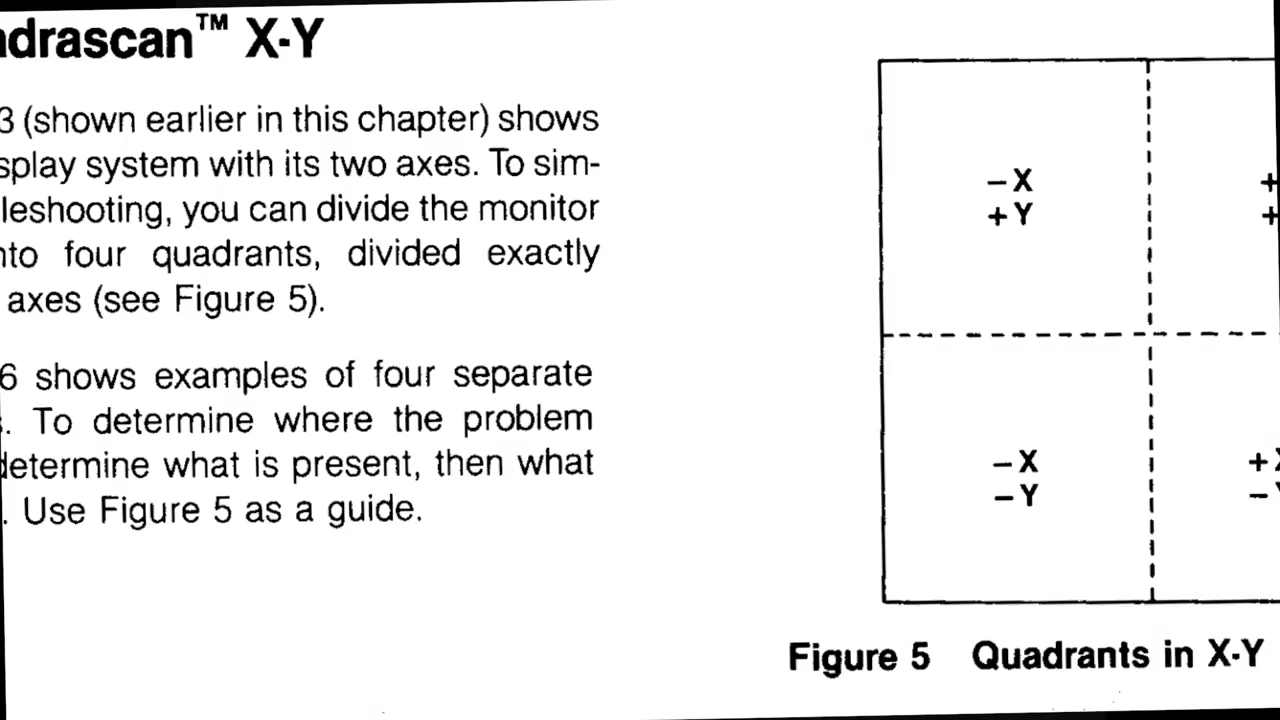 adrascan™ X-Y
3 (shown earlier in this chapter) shows
splay system with its two axes. To sim-
leshooting, you can divide the monitor
nto four quadrants, divided exactly
axes (see Figure 5).
6 shows examples of four separate
. To determine where the problem
determine what is present, then what
. Use Figure 5 as a guide.
−X
+Y
+
+
−X
−Y
+X
−Y
Figure 5 Quadrants in X-Y